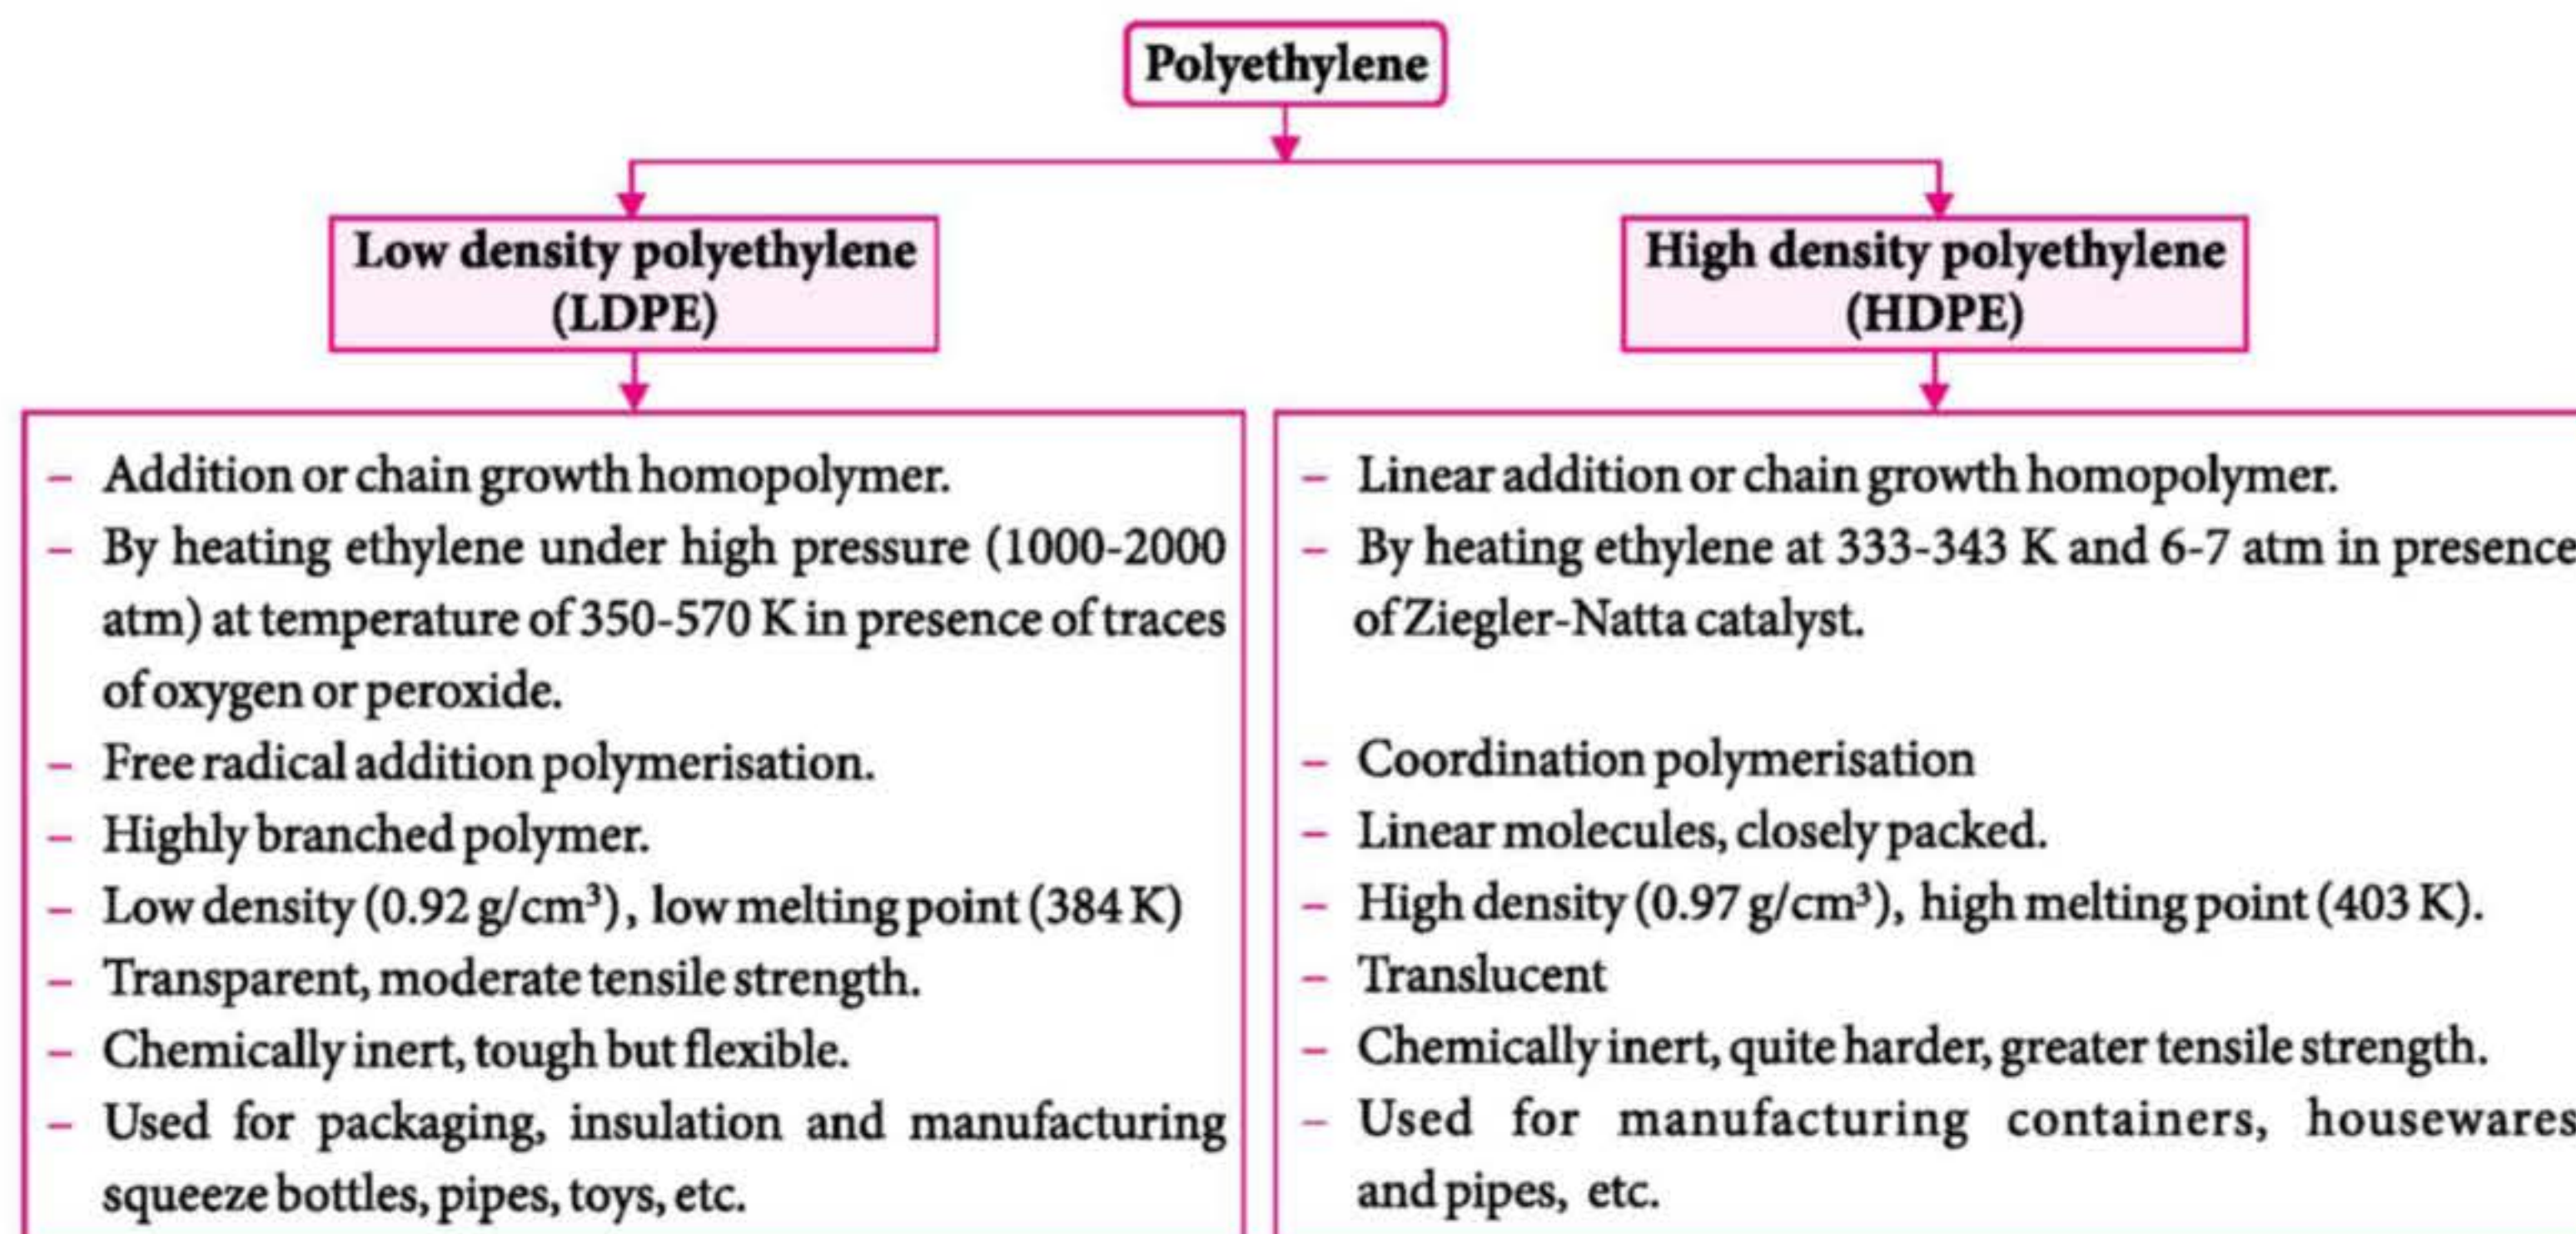 Polyethylene
Low density polyethylene
(LDPE)
– Addition or chain growth homopolymer.
– By heating ethylene under high pressure (1000-2000
atm) at temperature of 350-570 K in presence of traces
of oxygen or peroxide.
– Free radical addition polymerisation.
– Highly branched polymer.
– Low density (0.92 g/cm³), low melting point (384 K)
– Transparent, moderate tensile strength.
– Chemically inert, tough but flexible.
– Used for packaging, insulation and manufacturing
squeeze bottles, pipes, toys, etc.
High density polyethylene
(HDPE)
– Linear addition or chain growth homopolymer.
– By heating ethylene at 333-343 K and 6-7 atm in presence
of Ziegler-Natta catalyst.
– Coordination polymerisation
– Linear molecules, closely packed.
– High density (0.97 g/cm³), high melting point (403 K).
– Translucent
– Chemically inert, quite harder, greater tensile strength.
– Used for manufacturing containers, housewares
and pipes, etc.